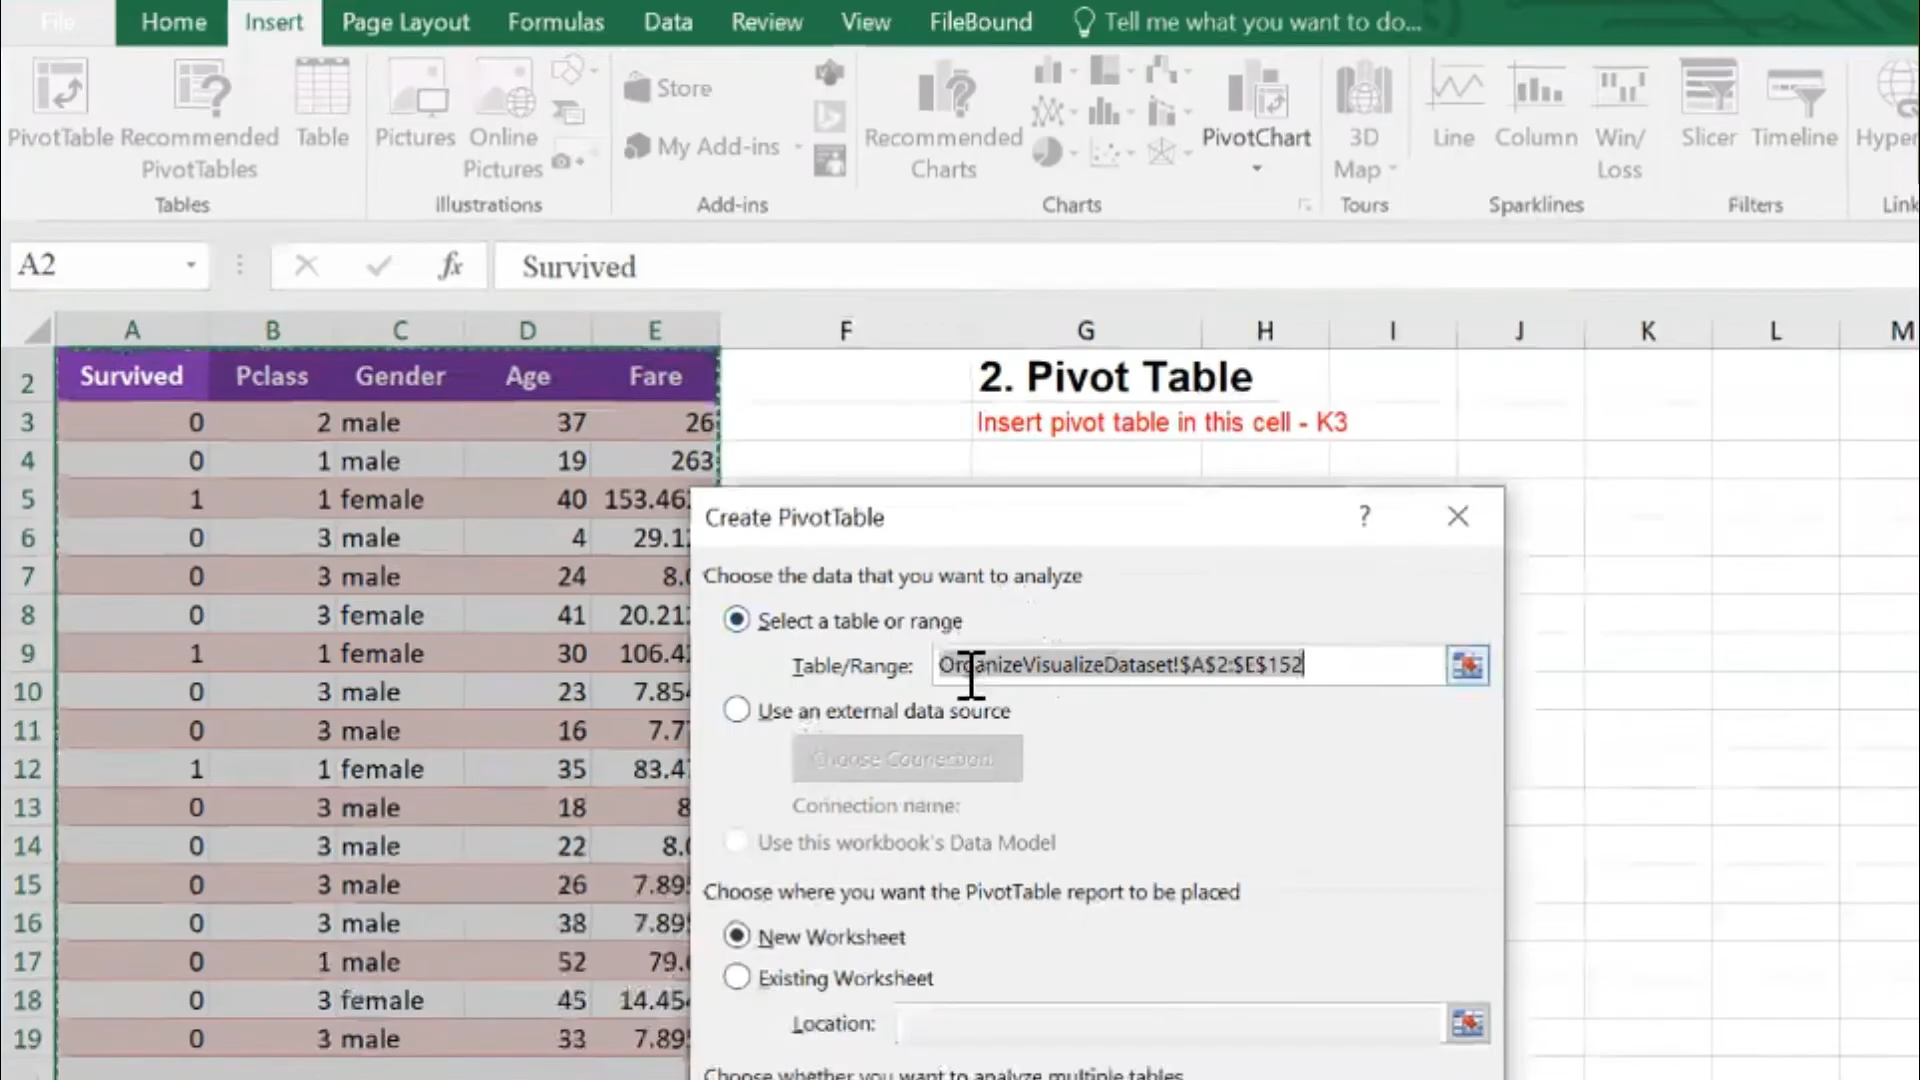 File Home Insert Page Layout Formulas Data Review View FileBound Tell me what you want to do...
PivotTable Recommended PivotTables Table Pictures Online Pictures Store My Add-ins Recommended Charts PivotChart 3D Map Line Column Win/Loss Slicer Timeline
Tables Illustrations Add-ins Charts Tours Sparklines Filters
A2 fx Survived
A B C D E F G H I J K L M
2 Survived Pclass Gender Age Fare 2. Pivot Table
3 0 2 male 37 26 Insert pivot table in this cell - K3
4 0 1 male 19 263
5 1 1 female 40 153.46
6 0 3 male 4 29.1
7 0 3 male 24 8.
8 0 3 female 41 20.21
9 1 1 female 30 106.4
10 0 3 male 23 7.85
11 0 3 male 16 7.7
12 1 1 female 35 83.4
13 0 3 male 18 8
14 0 3 male 22 8.
15 0 3 male 26 7.89
16 0 3 male 38 7.89
17 0 1 male 52 79.
18 0 3 female 45 14.45
19 0 3 male 33 7.89
Create PivotTable ?
Choose the data that you want to analyze
Select a table or range
Table/Range: OrganizeVisualizeDataset!$A$2:$E$152
Use an external data source
Choose Connection
Connection name:
Use this workbook's Data Model
Choose where you want the PivotTable report to be placed
New Worksheet
Existing Worksheet
Location:
Choose whether you want to analyze multiple tables